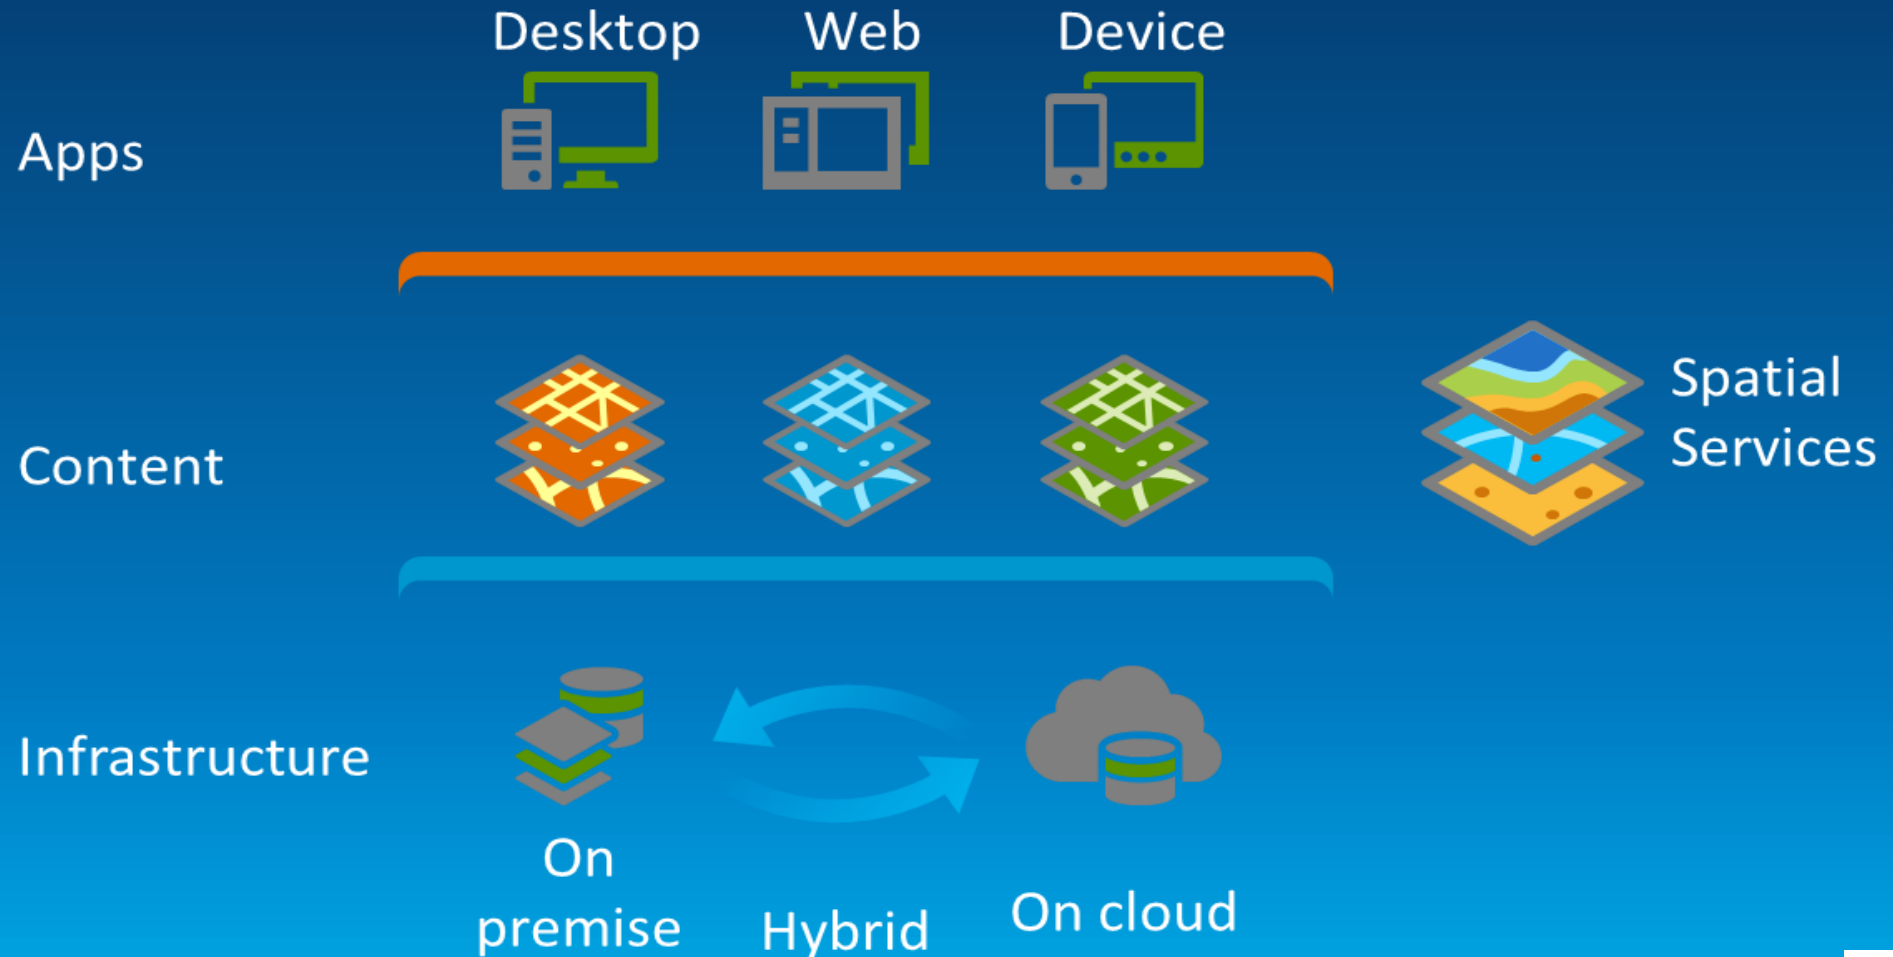 Desktop
Web
Device
Apps
Content
Spatial
Services
Infrastructure
On
premise
Hybrid
On cloud